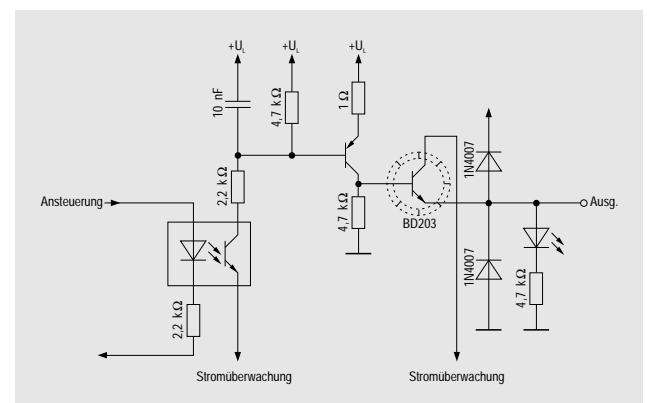 +U_L
+U_L
+U_L
10 nF
4,7 kΩ
1 Ω
2,2 kΩ
1N4007
Ansteuerung
4,7 kΩ
BD203
Ausg.
1N4007
4,7 kΩ
2,2 kΩ
Stromüberwachung
Stromüberwachung